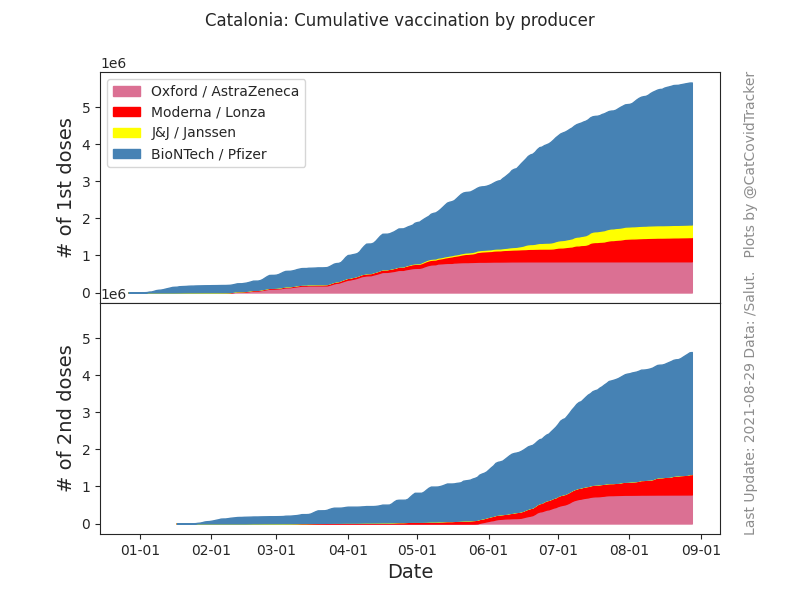 Catalonia: Cumulative vaccination by producer
1e6
# of 1st doses
5
4
3
2
1
0
Oxford / AstraZeneca
Moderna / Lonza
J&J / Janssen
BioNTech / Pfizer
1e6
# of 2nd doses
5
4
3
2
1
0
01-01 02-01 03-01 04-01 05-01 06-01 07-01 08-01 09-01
Date
Last Update: 2021-08-29 Data: /Salut. Plots by @CatCovidTracker